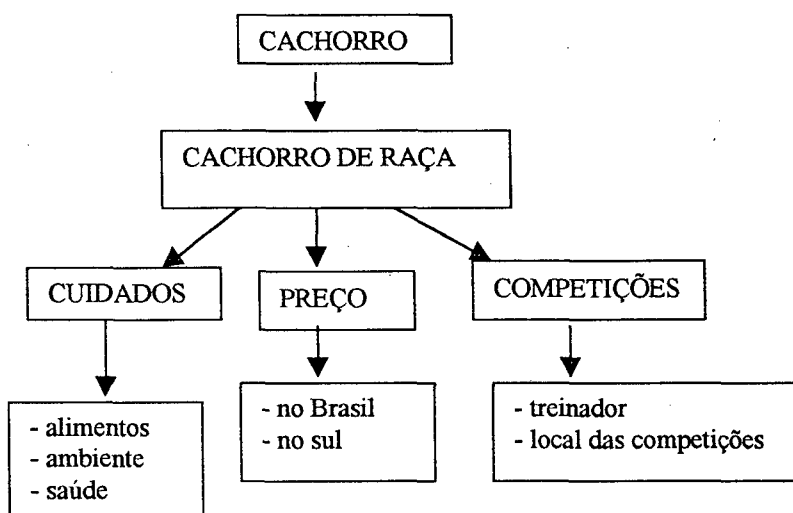 CACHORRO
CACHORRO DE RAÇA
CUIDADOS
PREÇO
COMPETIÇÕES
- alimentos
- ambiente
- saúde
- no Brasil
- no sul
- treinador
- local das competições